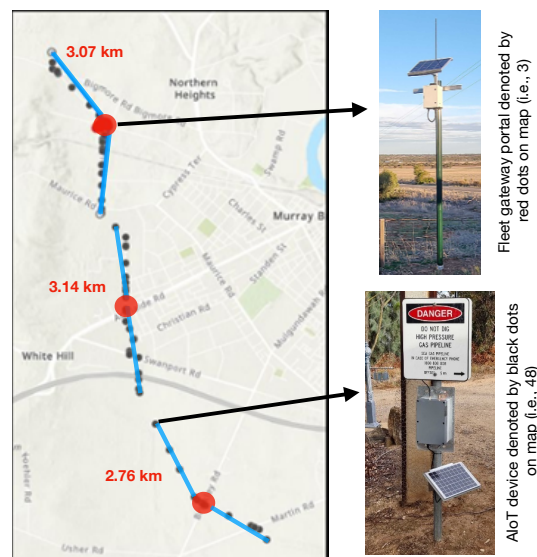 3.07 km
Northern
Heights
Bigmore Rd Bigmore Rd
Swamp Rd
Cypress Ter
Maurice Rd
Charles St
Murray B
Standen St
Maurice Rd
3.14 km
Christian Rd
Mulgundawah R
White Hill
Swanport Rd
2.76 km
Martin Rd
Usher Rd
Fleet gateway portal denoted by
red dots on map (i.e., 3)
DANGER
DO NOT DIG
HIGH PRESSURE
GAS PIPELINE
AIoT device denoted by black dots
on map (i.e., 48)